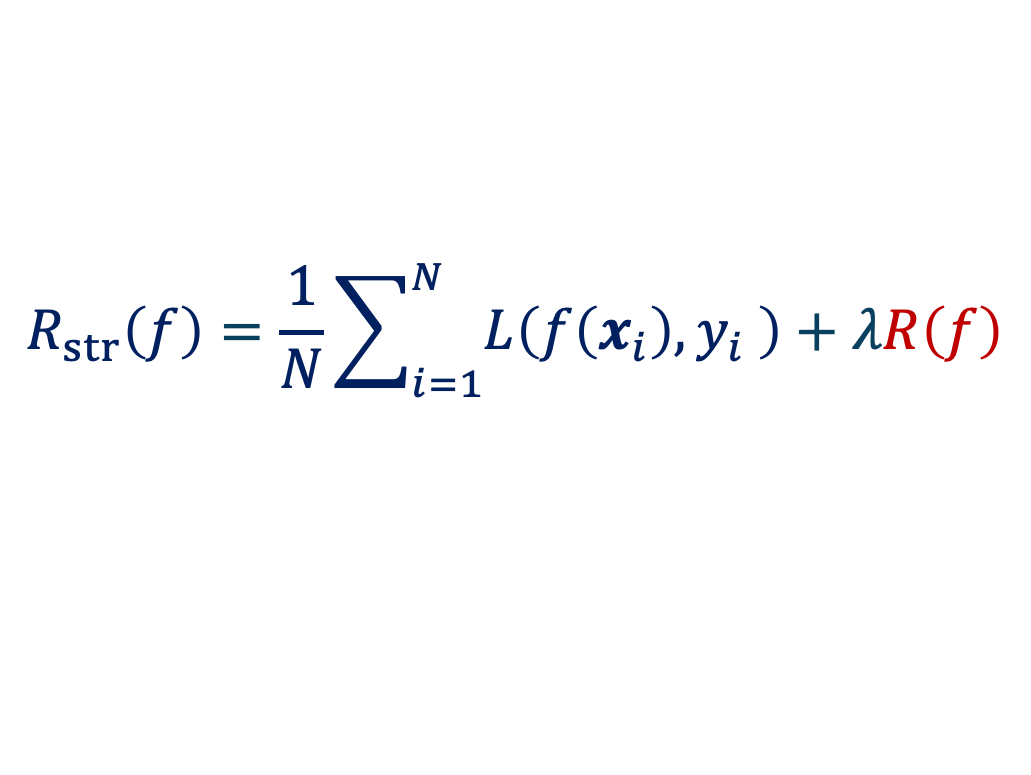 R_str(f) = 1/N ∑_{i=1}^{N} L(f(𝒙_i), y_i) + λR(f)